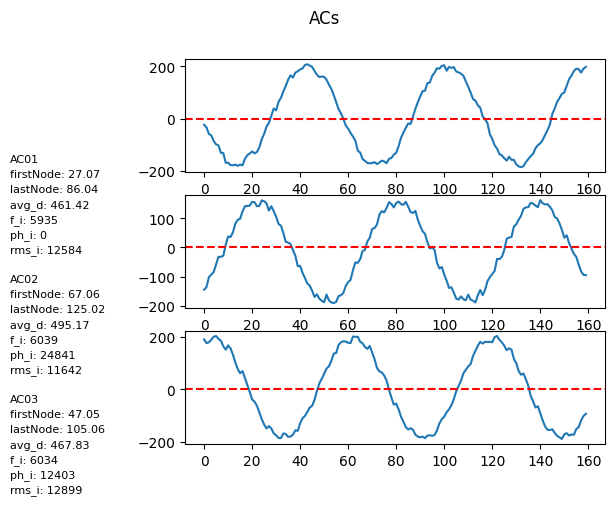 ACs
200
0
−200
0 20 40 60 80 100 120 140 160
100
0
−100
−200
0 20 40 60 80 100 120 140 160
200
0
−200
0 20 40 60 80 100 120 140 160
AC01
firstNode: 27.07
lastNode: 86.04
avg_d: 461.42
f_i: 5935
ph_i: 0
rms_i: 12584
AC02
firstNode: 67.06
lastNode: 125.02
avg_d: 495.17
f_i: 6039
ph_i: 24841
rms_i: 11642
AC03
firstNode: 47.05
lastNode: 105.06
avg_d: 467.83
f_i: 6034
ph_i: 12403
rms_i: 12899